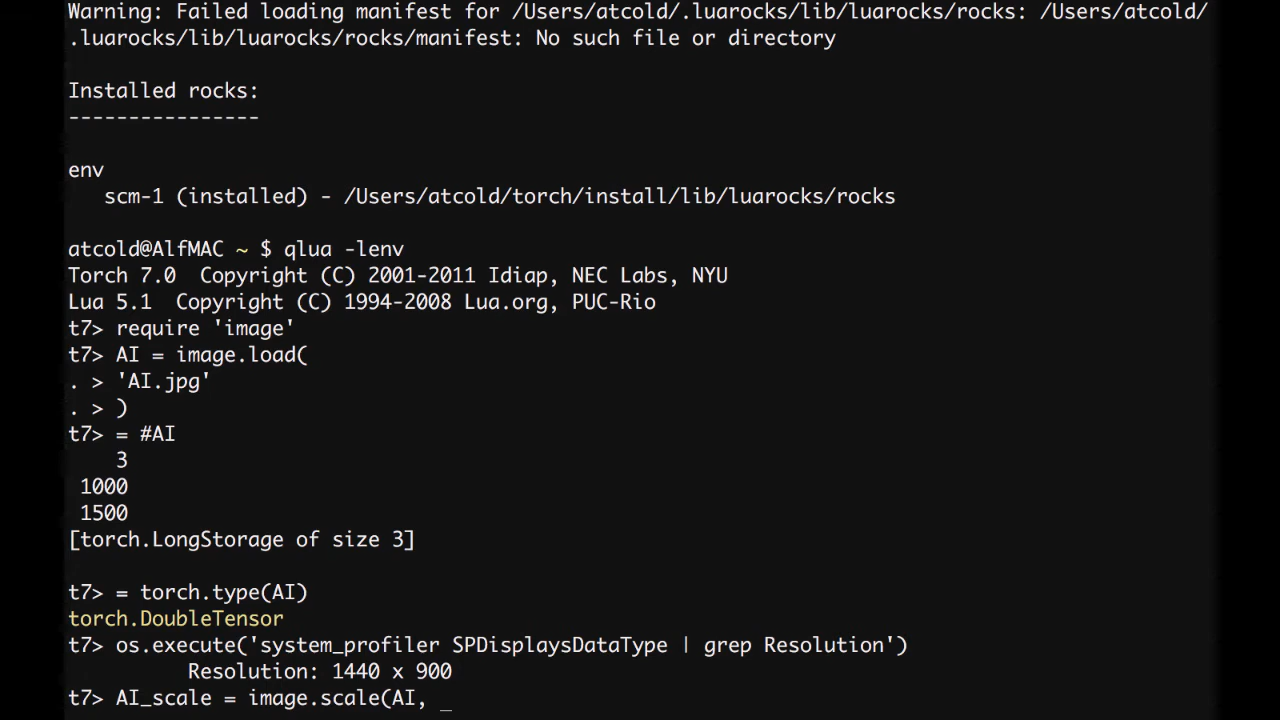 Warning: Failed loading manifest for /Users/atcold/.luarocks/lib/luarocks/rocks: /Users/atcold/
.luarocks/lib/luarocks/rocks/manifest: No such file or directory
Installed rocks:
----------------
env
scm-1 (installed) - /Users/atcold/torch/install/lib/luarocks/rocks
atcold@AlfMAC ~ $ qlua -lenv
Torch 7.0  Copyright (C) 2001-2011 Idiap, NEC Labs, NYU
Lua 5.1  Copyright (C) 1994-2008 Lua.org, PUC-Rio
t7> require 'image'
t7> AI = image.load(
. > 'AI.jpg'
. > )
t7> = #AI
3
1000
1500
[torch.LongStorage of size 3]
t7> = torch.type(AI)
torch.DoubleTensor
t7> os.execute('system_profiler SPDisplaysDataType | grep Resolution')
Resolution: 1440 x 900
t7> AI_scale = image.scale(AI, _